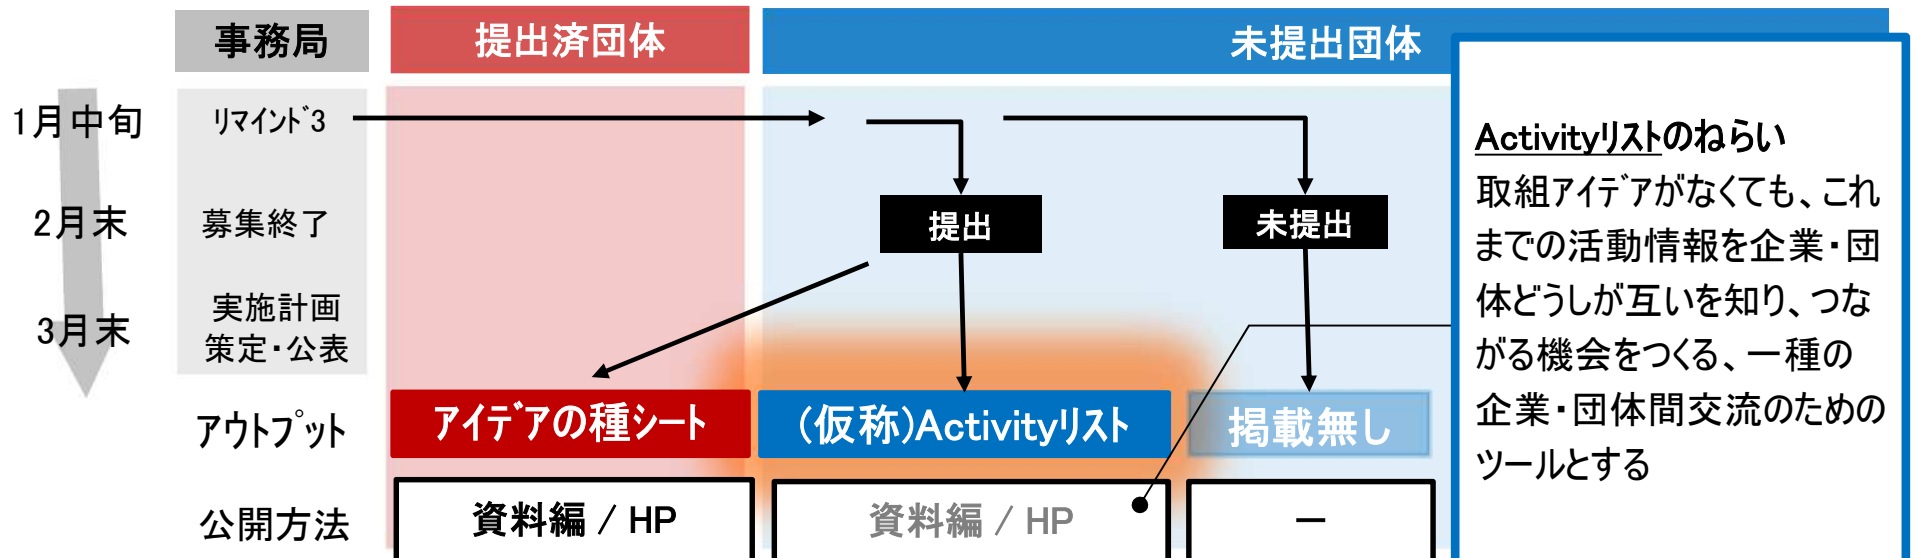 事務局
提出済団体
未提出団体
1月中旬
リマインド3
2月末
募集終了
提出
未提出
3月末
実施計画
策定・公表
アウトプット
アイデアの種シート
(仮称)Activityリスト
掲載無し
公開方法
資料編 / HP
資料編 / HP
ー
Activityリストのねらい
取組アイデアがなくても、これ
までの活動情報を企業・団
体どうしが互いを知り、つな
がる機会をつくる、一種の
企業・団体間交流のための
ツールとする